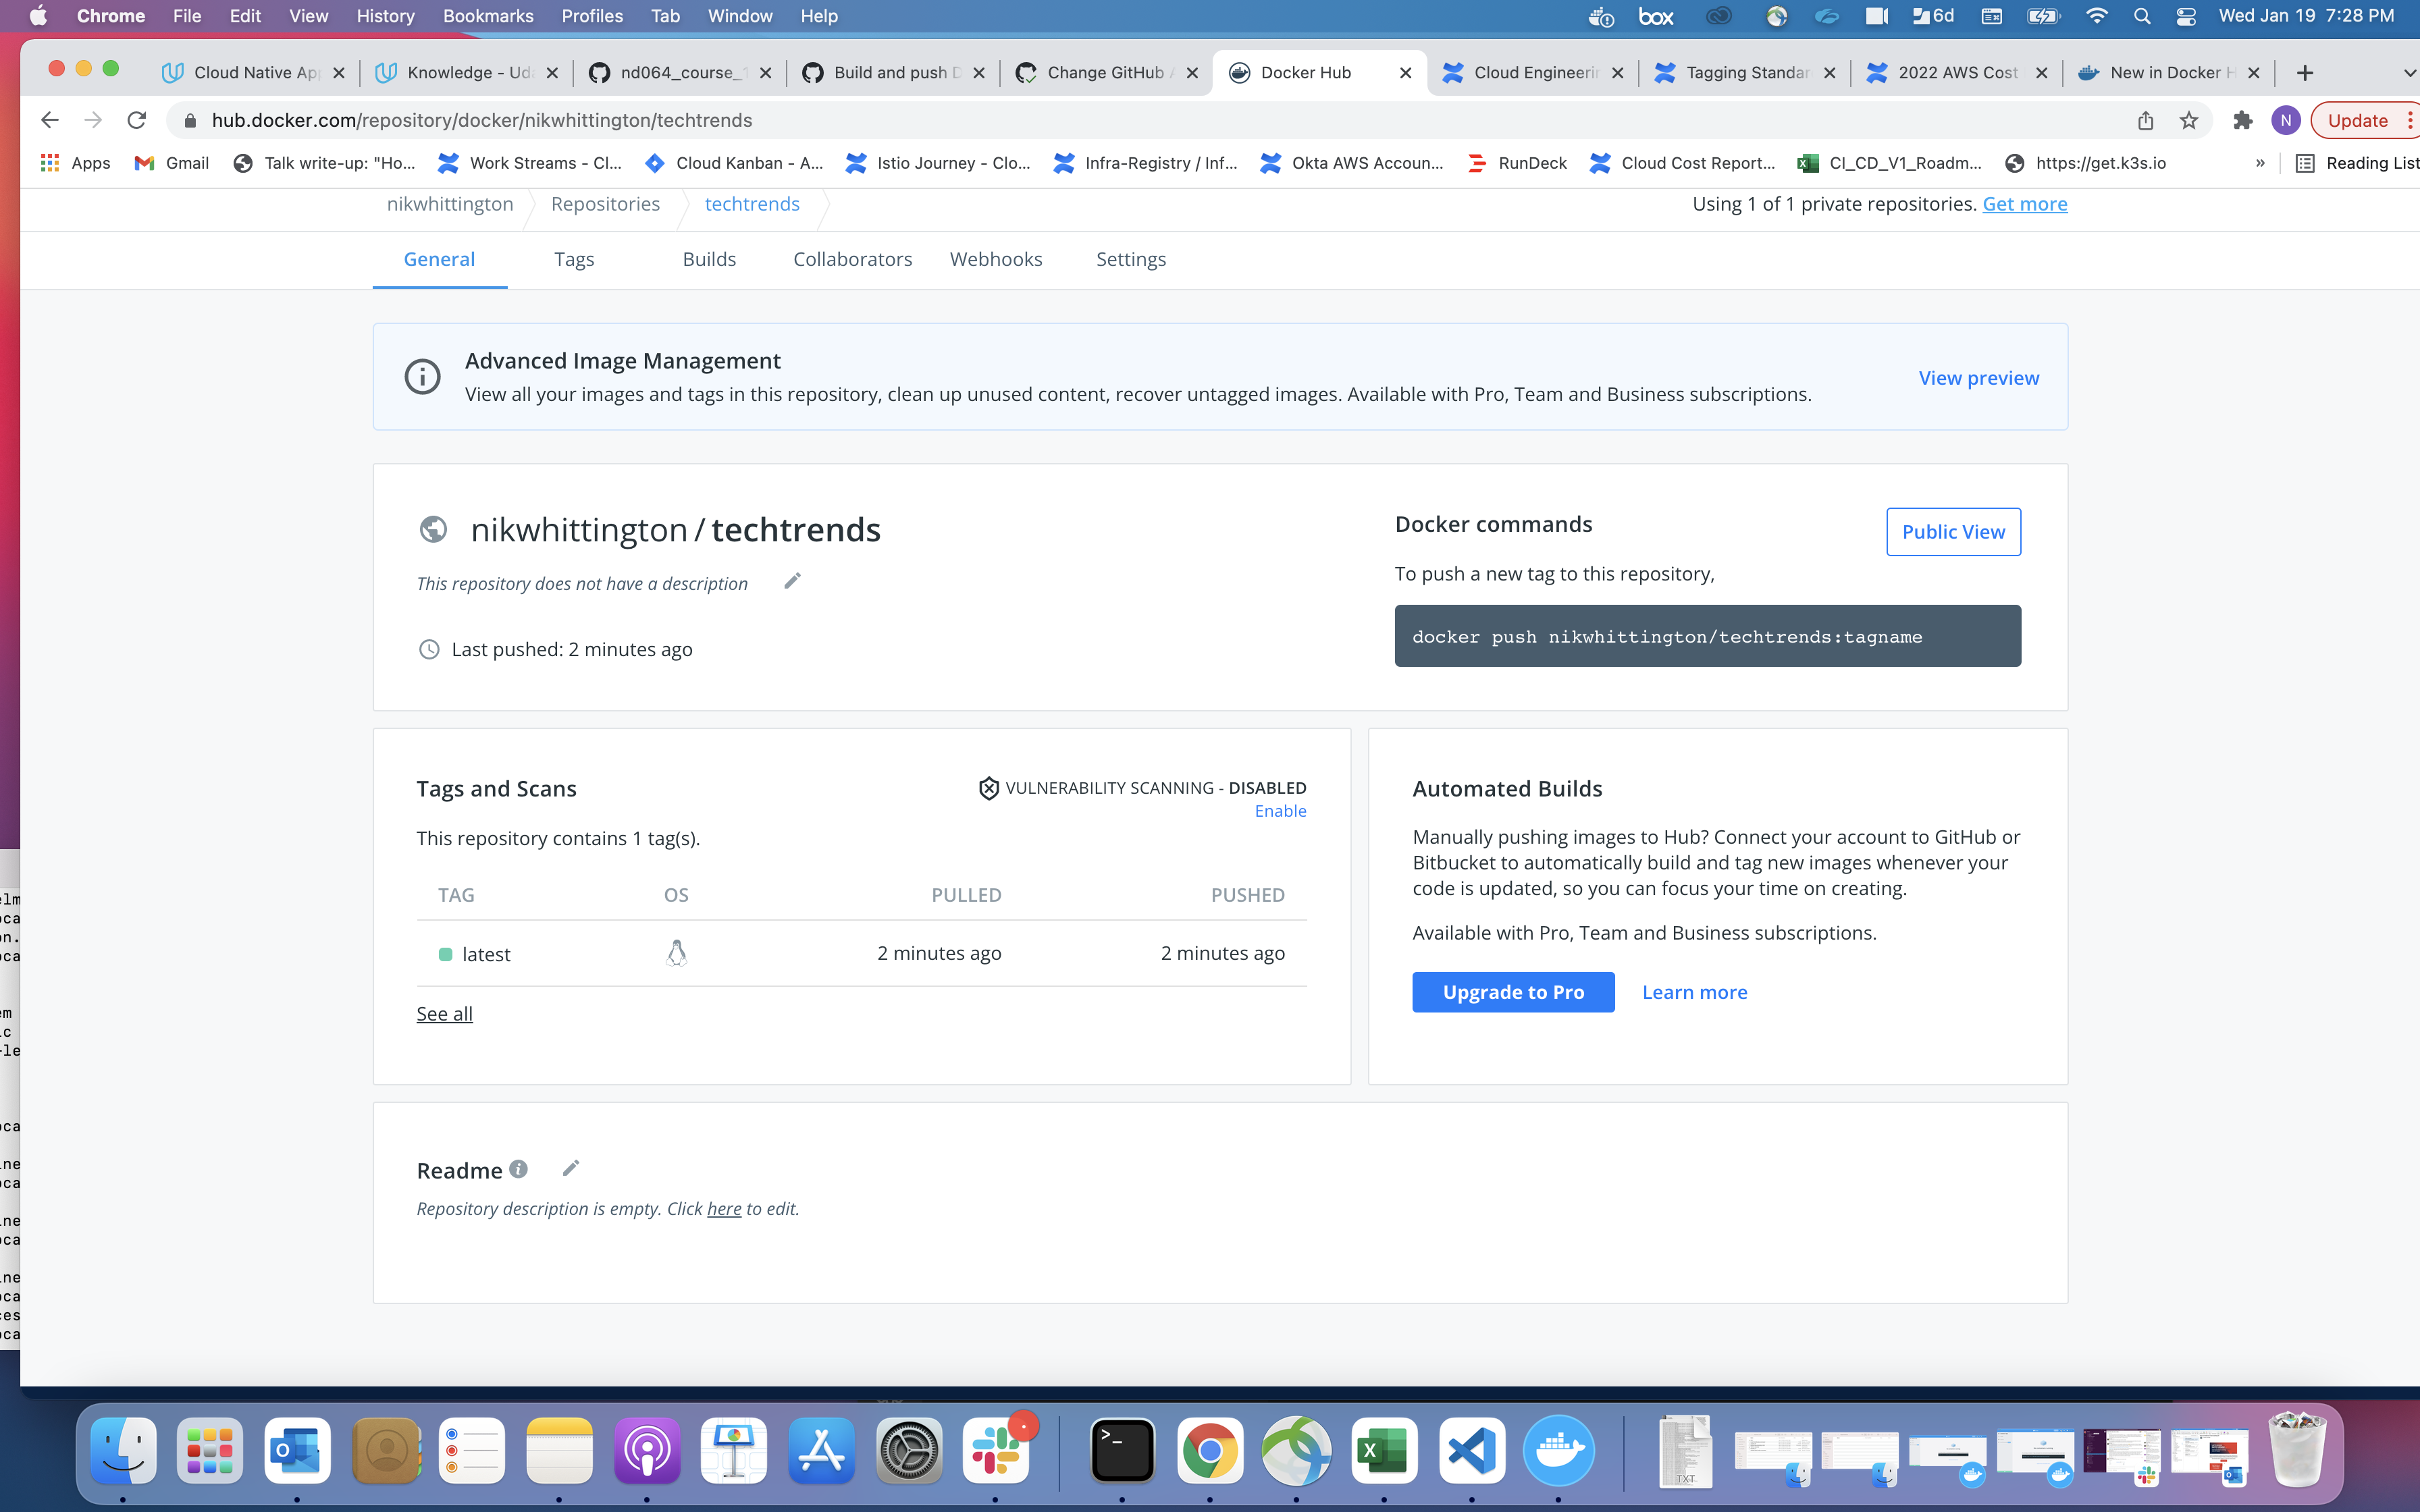 Chrome File Edit View History Bookmarks Profiles Tab Window Help box 6d Wed Jan 19 7:28 PM
Cloud Native Ap Knowledge - Uda nd064_course_1 Build and push D Change GitHub A Docker Hub Cloud Engineerin Tagging Standar 2022 AWS Cost New in Docker H
hub.docker.com/repository/docker/nikwhittington/techtrends N Update
Apps Gmail Talk write-up: "Ho... Work Streams - Cl... Cloud Kanban - A... Istio Journey - Clo... Infra-Registry / Inf... Okta AWS Accoun... RunDeck Cloud Cost Report... CI_CD_V1_Roadm... https://get.k3s.io » Reading List
nikwhittington Repositories techtrends Using 1 of 1 private repositories. Get more
General Tags Builds Collaborators Webhooks Settings
Advanced Image Management
View all your images and tags in this repository, clean up unused content, recover untagged images. Available with Pro, Team and Business subscriptions.
View preview
nikwhittington / techtrends
This repository does not have a description
Last pushed: 2 minutes ago
Docker commands
Public View
To push a new tag to this repository,
docker push nikwhittington/techtrends:tagname
Tags and Scans
VULNERABILITY SCANNING - DISABLED
Enable
This repository contains 1 tag(s).
TAG OS PULLED PUSHED
latest 2 minutes ago 2 minutes ago
See all
Automated Builds
Manually pushing images to Hub? Connect your account to GitHub or
Bitbucket to automatically build and tag new images whenever your
code is updated, so you can focus your time on creating.
Available with Pro, Team and Business subscriptions.
Upgrade to Pro Learn more
Readme
Repository description is empty. Click here to edit.
TXT